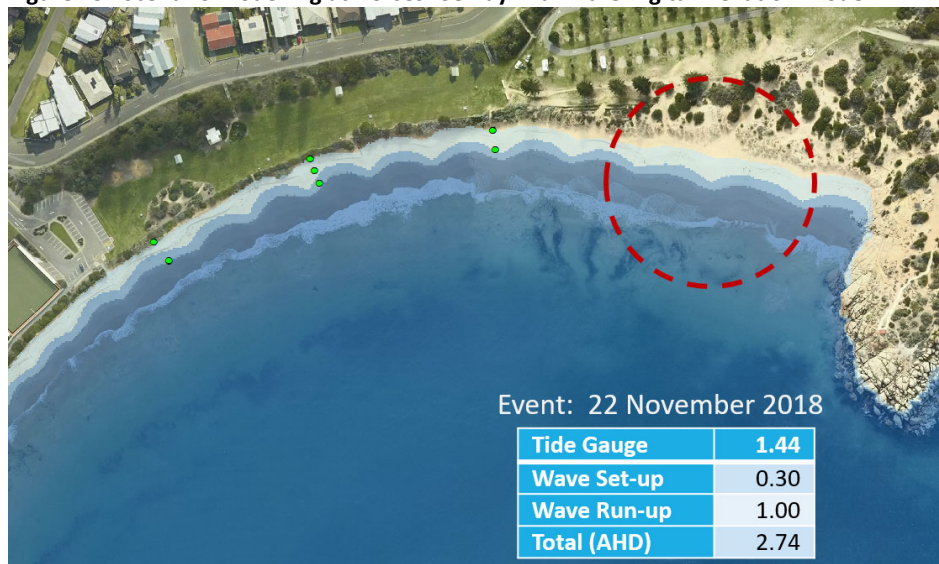 Event: 22 November 2018
Tide Gauge 1.44
Wave Set-up 0.30
Wave Run-up 1.00
Total (AHD) 2.74